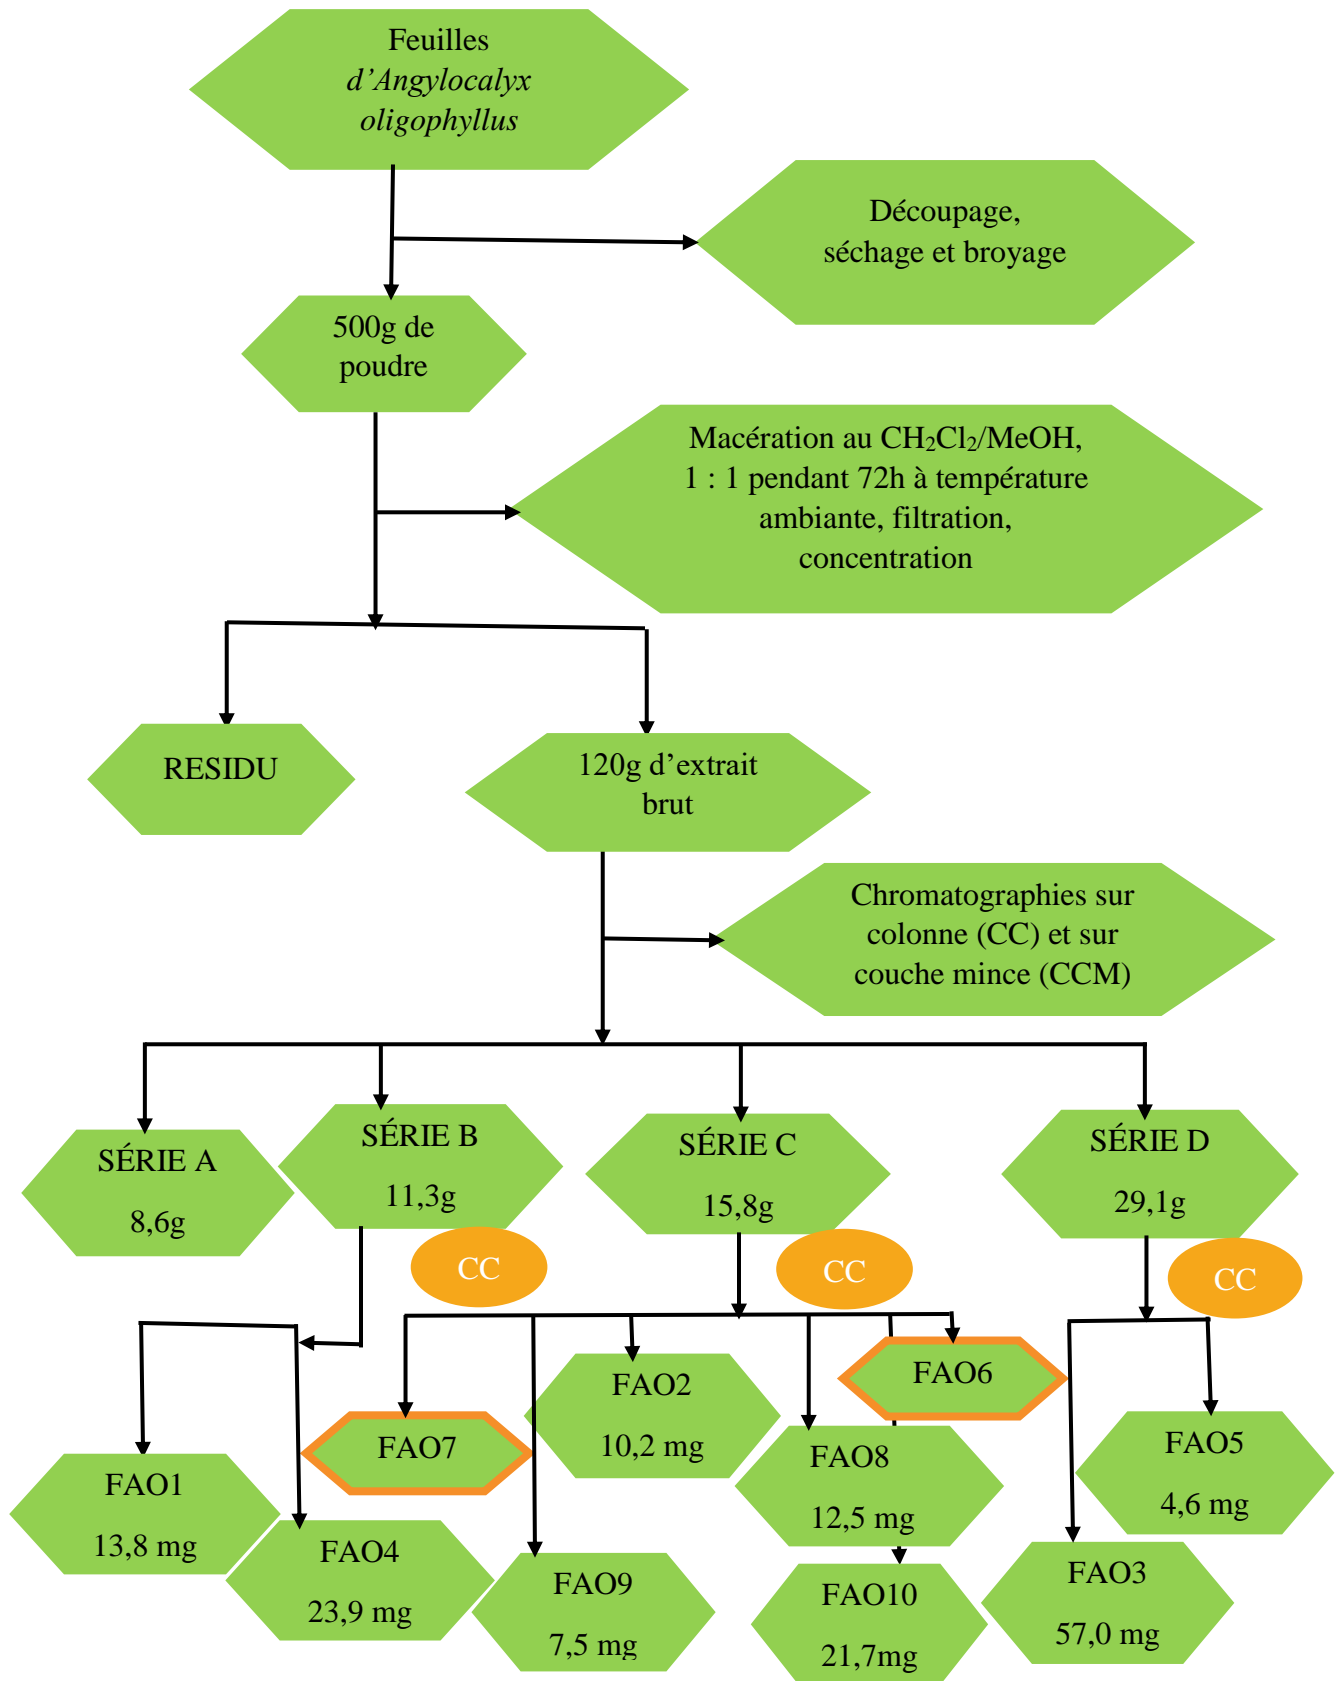 Feuilles
d’Angylocalyx
oligophyllus
Découpage,
séchage et broyage
500g de
poudre
Macération au CH₂Cl₂/MeOH,
1 : 1 pendant 72h à température
ambiante, filtration,
concentration
RESIDU
120g d’extrait
brut
Chromatographies sur
colonne (CC) et sur
couche mince (CCM)
SÉRIE A
8,6g
SÉRIE B
11,3g
SÉRIE C
15,8g
SÉRIE D
29,1g
CC
CC
CC
FAO7
FAO2
10,2 mg
FAO6
FAO1
13,8 mg
FAO4
23,9 mg
FAO9
7,5 mg
FAO8
12,5 mg
FAO10
21,7mg
FAO5
4,6 mg
FAO3
57,0 mg